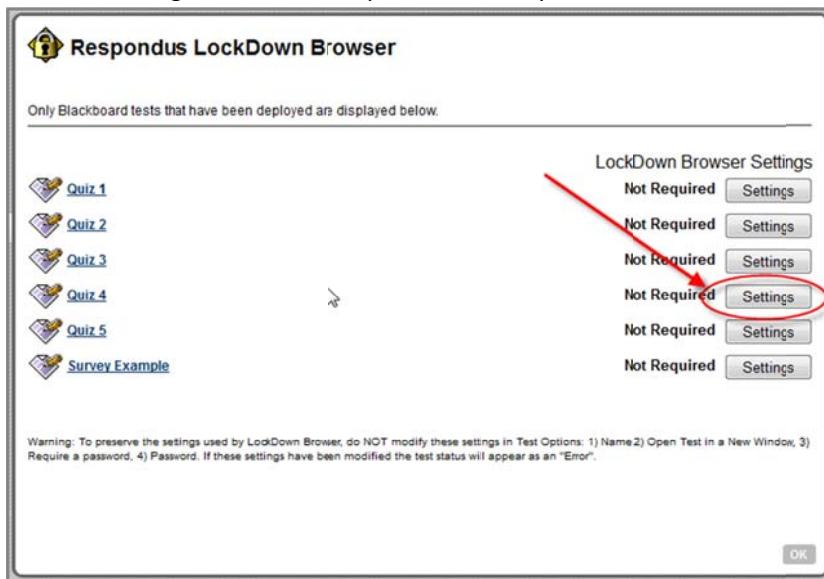 Respondus LockDown Browser
Only Blackboard tests that have been deployed are displayed below.
LockDown Browser Settings
Quiz 1 Not Required Settings
Quiz 2 Not Required Settings
Quiz 3 Not Required Settings
Quiz 4 Not Required Settings
Quiz 5 Not Required Settings
Survey Example Not Required Settings
Warning: To preserve the settings used by LockDown Browser, do NOT modify these settings in Test Options: 1) Name 2) Open Test in a New Window, 3)
Require a password, 4) Password. If these settings have been modified the test status will appear as an "Error".
OK